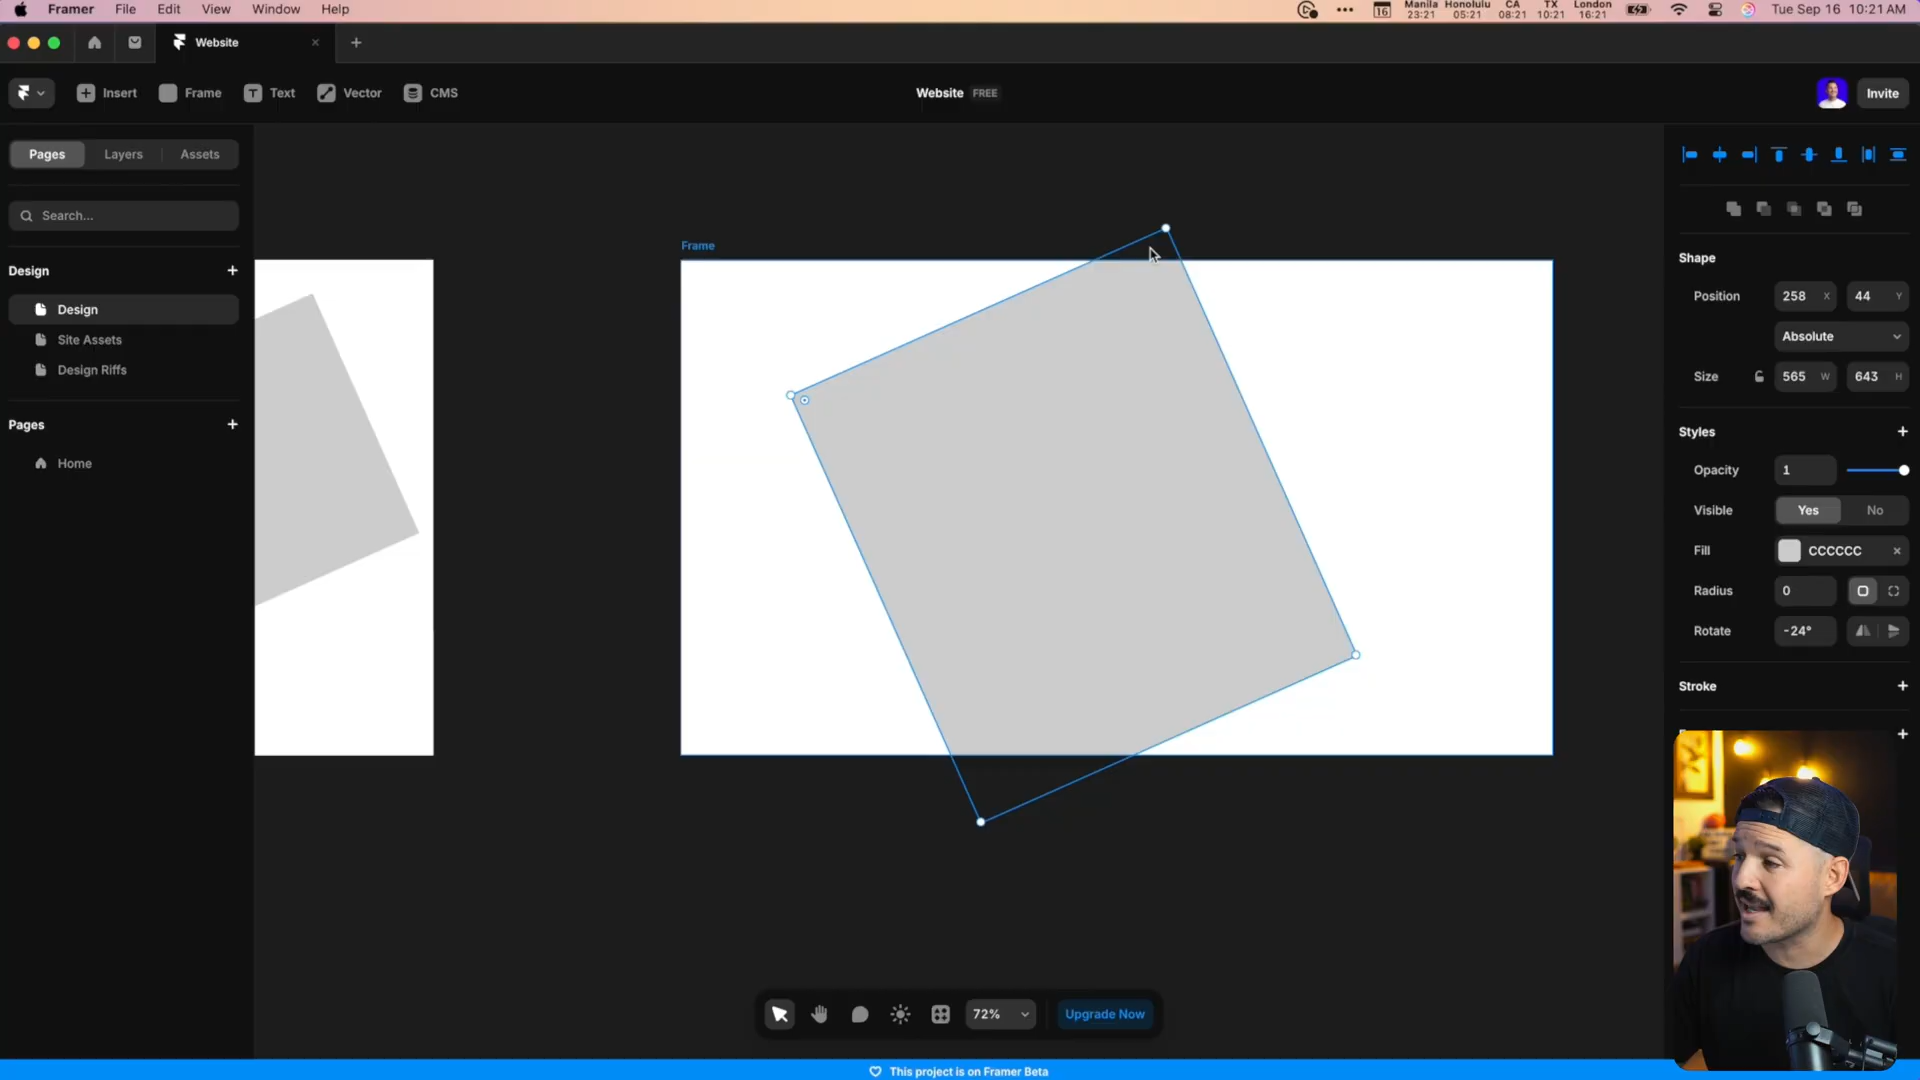 Framer File Edit View Window Help
16 Manila 23:21 Honolulu 05:21 CA 08:21 TX 10:21 London 16:21 Tue Sep 16 10:21 AM
Website
Insert Frame Text Vector CMS
Website FREE
Invite
Pages Layers Assets
Search...
Design
Design
Site Assets
Design Riffs
Pages
Home
Frame
Shape
Position 258 X 44 Y
Absolute
Size 565 W 643 H
Styles
Opacity 1
Visible Yes No
Fill CCCCCC
Radius 0
Rotate -24°
Stroke
72% Upgrade Now
This project is on Framer Beta